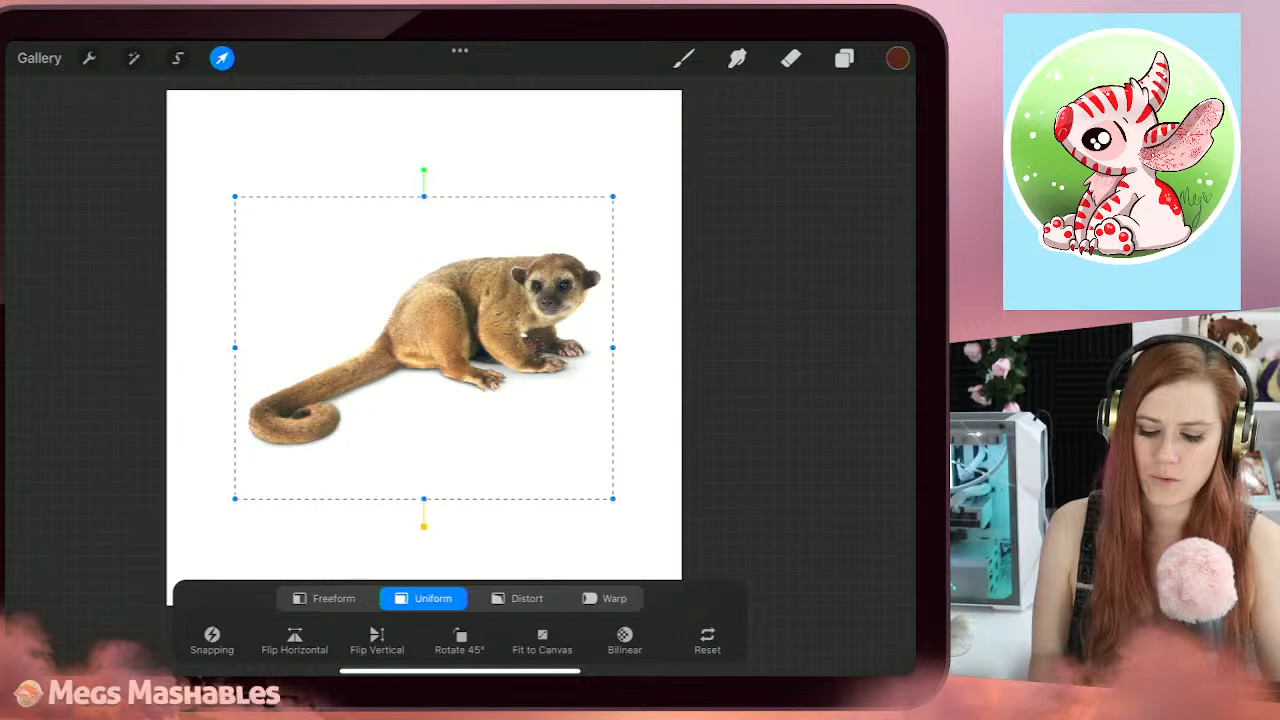 Gallery
Freeform
Uniform
Distort
Warp
Snapping
Flip Horizontal
Flip Vertical
Rotate 45°
Fit to Canvas
Bilinear
Reset
Megs Mashables